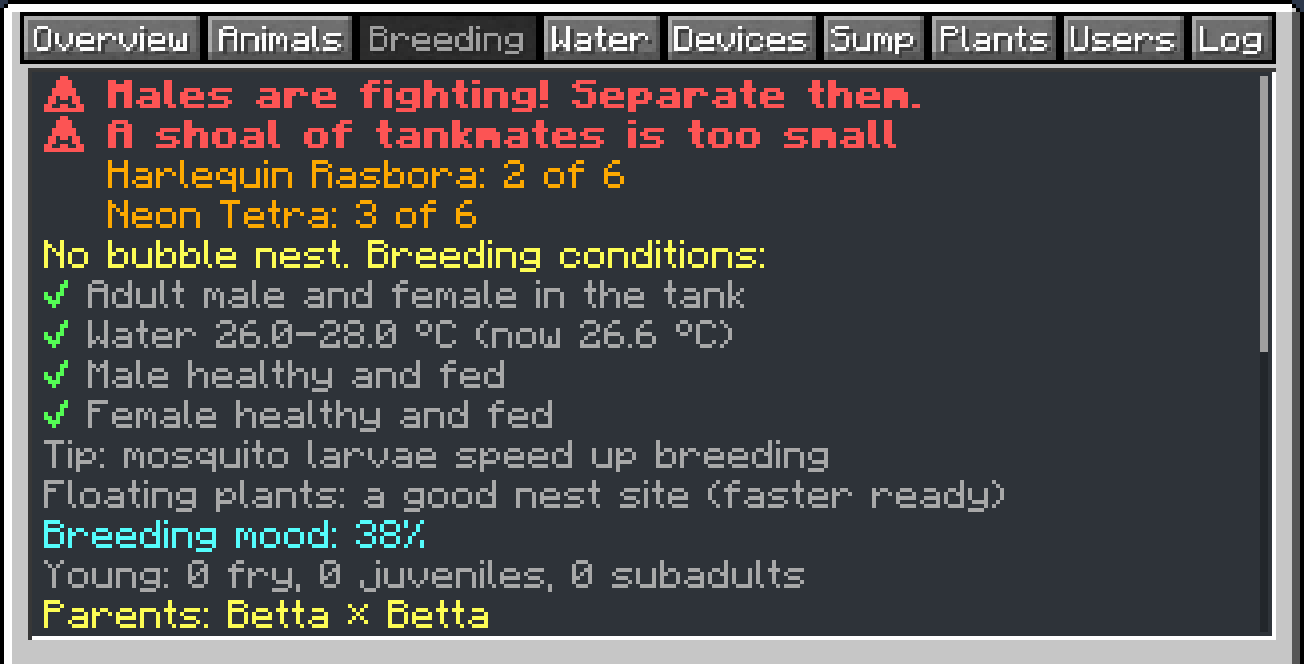 Overview Animals Breeding Water Devices Sump Plants Users Log
Males are fighting! Separate them.
A shoal of tankmates is too small
Harlequin Rasbora: 2 of 6
Neon Tetra: 3 of 6
No bubble nest. Breeding conditions:
✓ Adult male and female in the tank
✓ Water 26.0–28.0 °C (now 26.6 °C)
✓ Male healthy and fed
✓ Female healthy and fed
Tip: mosquito larvae speed up breeding
Floating plants: a good nest site (faster ready)
Breeding mood: 38%
Young: 0 fry, 0 juveniles, 0 subadults
Parents: Betta × Betta